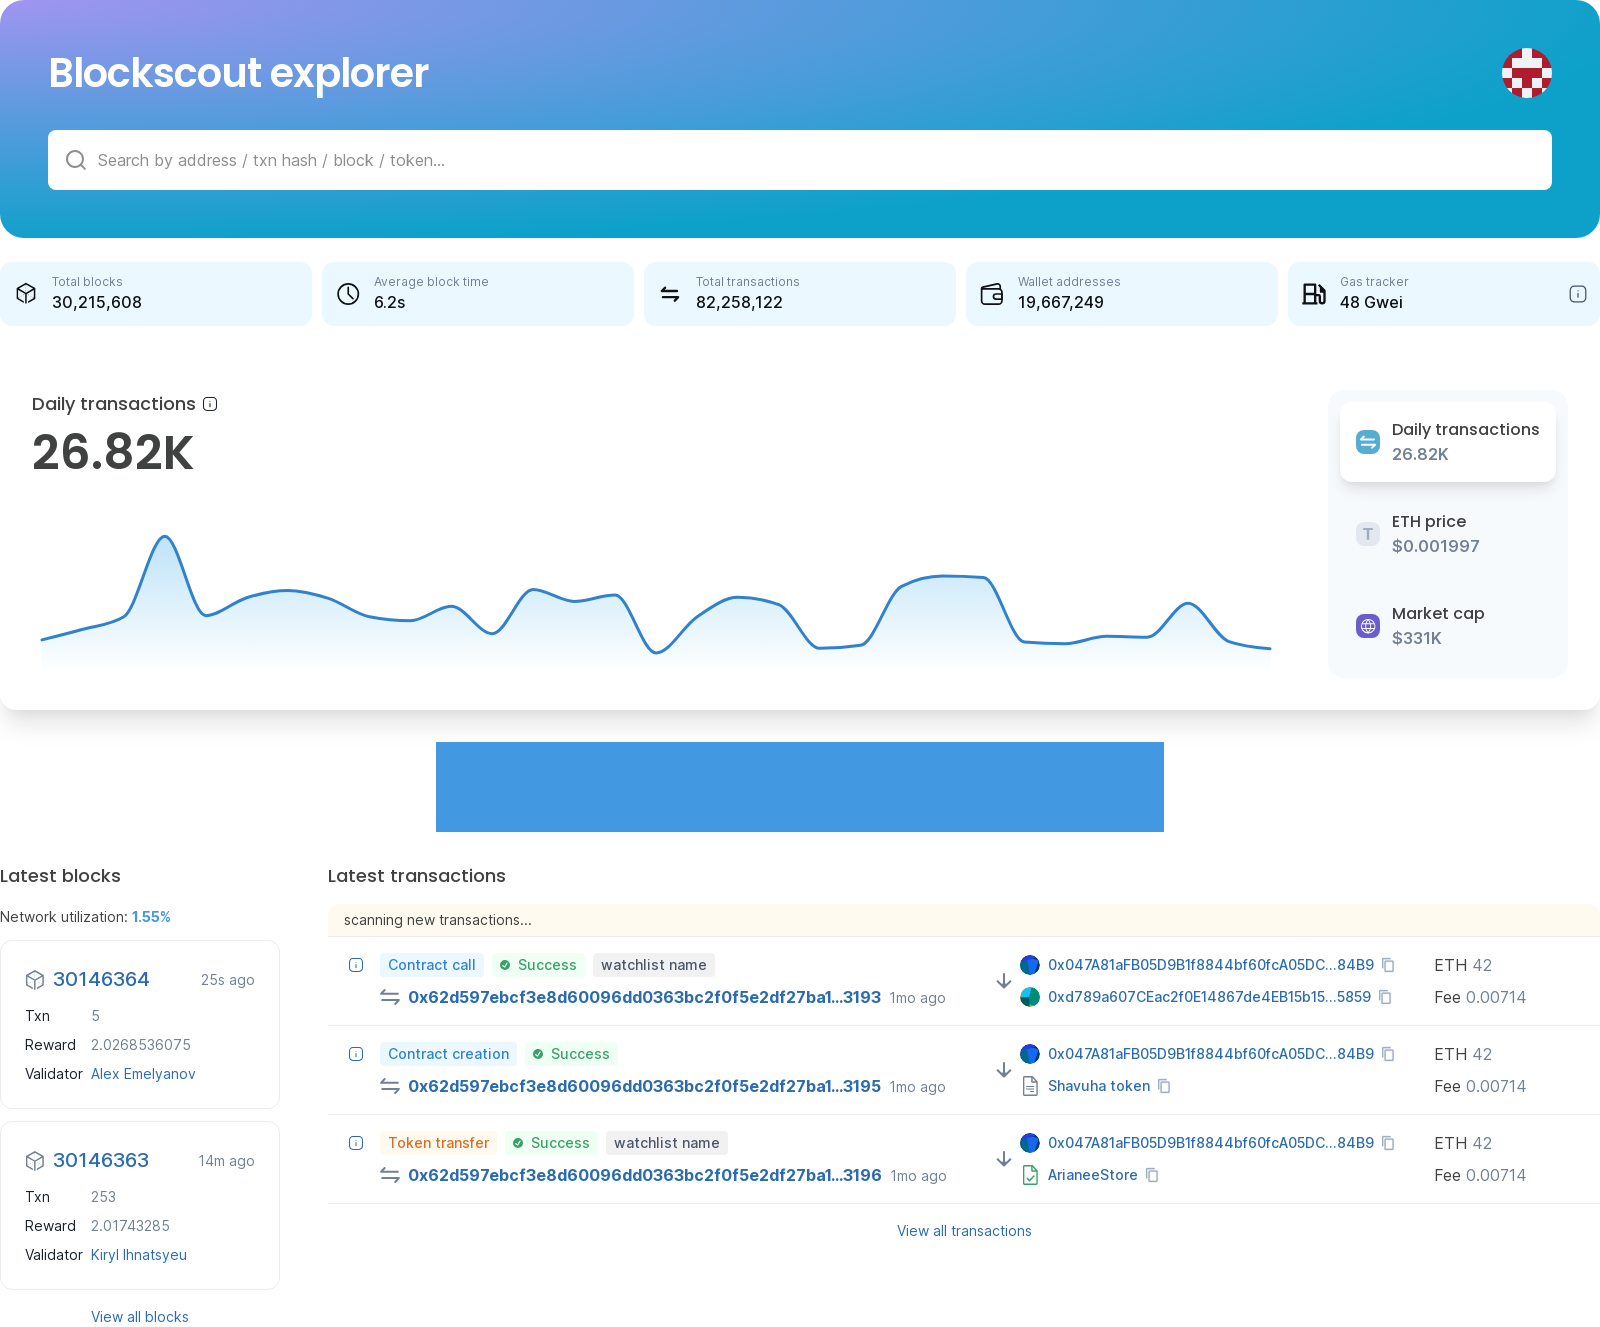 Blockscout explorer
Search by address / txn hash / block / token...
Total blocks
30,215,608
Average block time
6.2s
Total transactions
82,258,122
Wallet addresses
19,667,249
Gas tracker
48 Gwei
Daily transactions
26.82K
Daily transactions
26.82K
T
ETH price
$0.001997
Market cap
$331K
Latest blocks
Network utilization: 1.55%
30146364 25s ago
Txn 5
Reward 2.0268536075
Validator Alex Emelyanov
30146363 14m ago
Txn 253
Reward 2.01743285
Validator Kiryl Ihnatsyeu
View all blocks
Latest transactions
scanning new transactions...
Contract call Success watchlist name
0x62d597ebcf3e8d60096dd0363bc2f0f5e2df27ba1...3193 1mo ago
0x047A81aFB05D9B1f8844bf60fcA05DC...84B9
0xd789a607CEac2f0E14867de4EB15b15...5859
ETH 42
Fee 0.00714
Contract creation Success
0x62d597ebcf3e8d60096dd0363bc2f0f5e2df27ba1...3195 1mo ago
0x047A81aFB05D9B1f8844bf60fcA05DC...84B9
Shavuha token
ETH 42
Fee 0.00714
Token transfer Success watchlist name
0x62d597ebcf3e8d60096dd0363bc2f0f5e2df27ba1...3196 1mo ago
0x047A81aFB05D9B1f8844bf60fcA05DC...84B9
ArianeeStore
ETH 42
Fee 0.00714
View all transactions